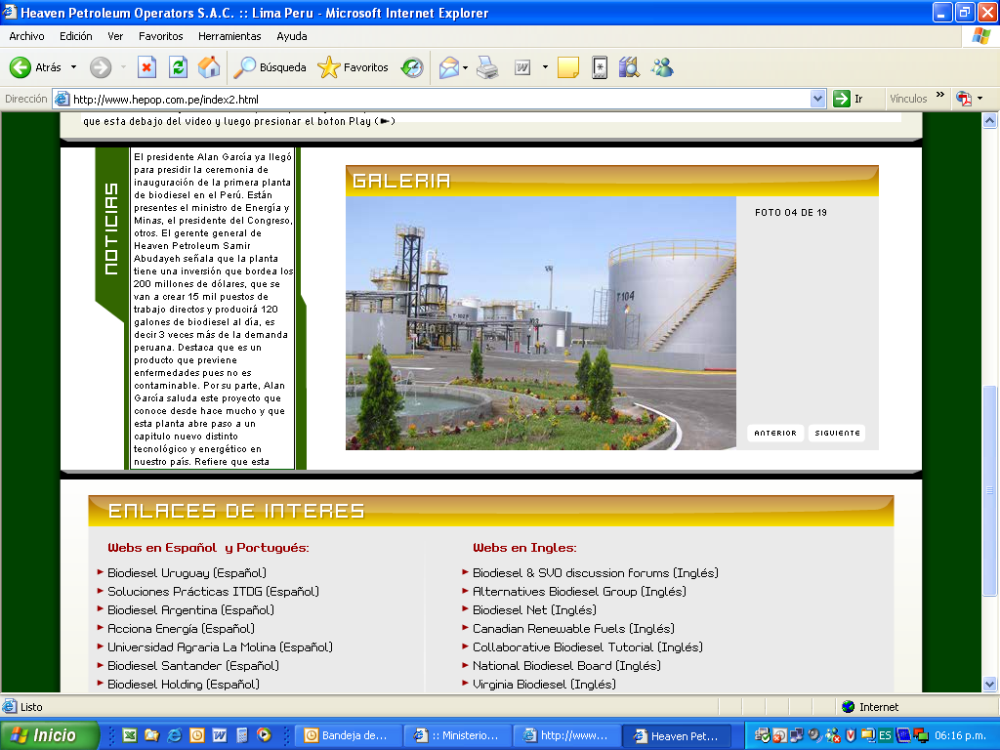 Heaven Petroleum Operators S.A.C. :: Lima Peru - Microsoft Internet Explorer
Archivo Edición Ver Favoritos Herramientas Ayuda
Atrás Búsqueda Favoritos
Dirección http://www.hepop.com.pe/index2.html Ir Vínculos »
que esta debajo del video y luego presionar el boton Play (►)
NOTICIAS
El presidente Alan García ya llegó
para presidir la ceremonia de
inauguración de la primera planta
de biodiesel en el Perú. Están
presentes el ministro de Energía y
Minas, el presidente del Congreso,
otros. El gerente general de
Heaven Petroleum Samir
Abudayeh señala que la planta
tiene una inversión que bordea los
200 millones de dólares, que se
van a crear 15 mil puestos de
trabajo directos y producirá 120
galones de biodiesel al día, es
decir 3 veces más de la demanda
peruana. Destaca que es un
producto que previene
enfermedades pues no es
contaminable. Por su parte, Alan
García saluda este proyecto que
conoce desde hace mucho y que
esta planta abre paso a un
capitulo nuevo distinto
tecnológico y energético en
nuestro país. Refiere que esta
GALERIA
T-104
FOTO 04 DE 19
ANTERIOR SIGUIENTE
ENLACES DE INTERES
Webs en Español y Portugués:
Biodiesel Uruguay (Español)
Soluciones Prácticas ITDG (Español)
Biodiesel Argentina (Español)
Acciona Energía (Español)
Universidad Agraria La Molina (Español)
Biodiesel Santander (Español)
Biodiesel Holding (Español)
Webs en Ingles:
Biodiesel & SVO discussion forums (Inglés)
Alternatives Biodiesel Group (Inglés)
Biodiesel Net (Inglés)
Canadian Renewable Fuels (Inglés)
Collaborative Biodiesel Tutorial (Inglés)
National Biodiesel Board (Inglés)
Virginia Biodiesel (Inglés)
Listo Internet
Inicio Bandeja de... :: Ministerio... http://www... Heaven Pet... ES 06:16 p.m.